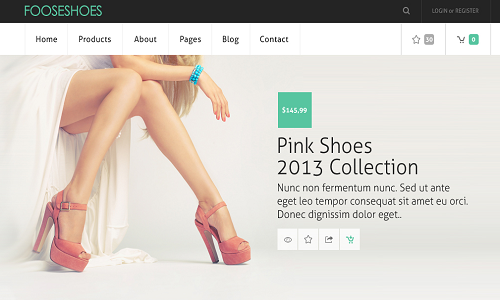 FOOSESHOES
LOGIN or REGISTER
Home Products About Pages Blog Contact
30 0
$145,99
Pink Shoes
2013 Collection
Nunc non fermentum nunc. Sed ut ante
eget leo tempor consequat sit amet eu orci.
Donec dignissim dolor eget..